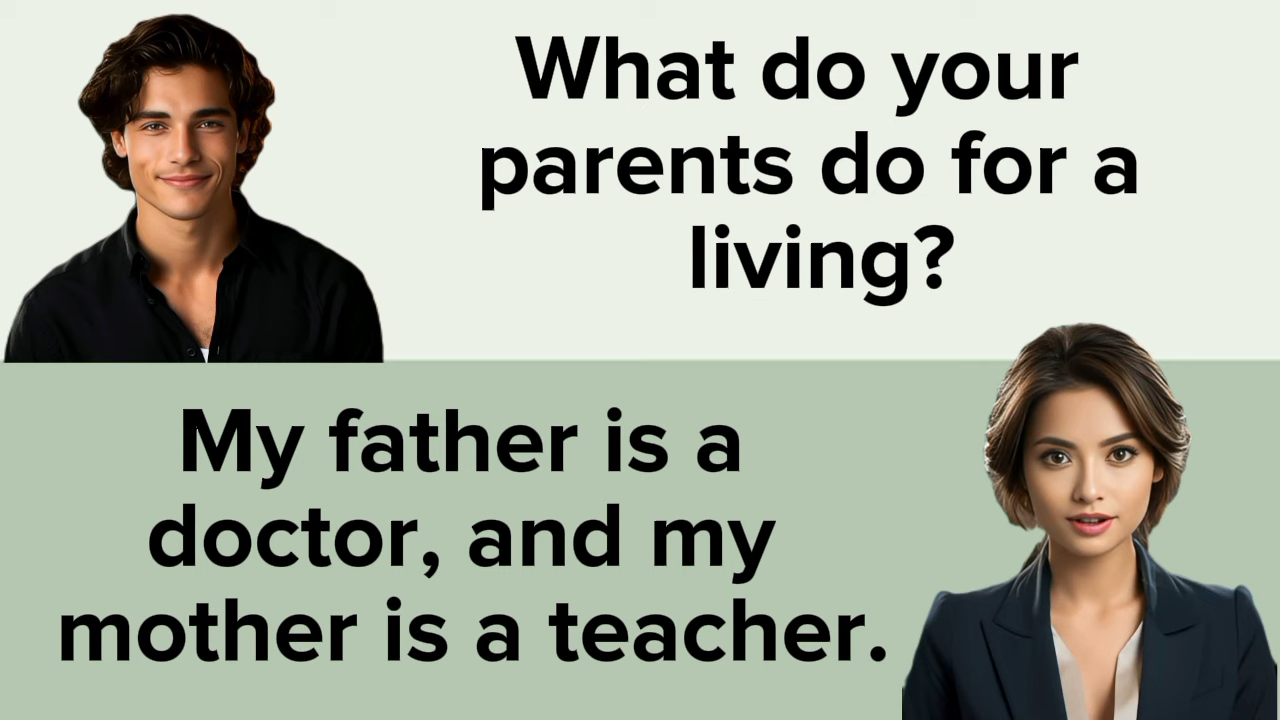 What do your
parents do for a
living?
My father is a
doctor, and my
mother is a teacher.